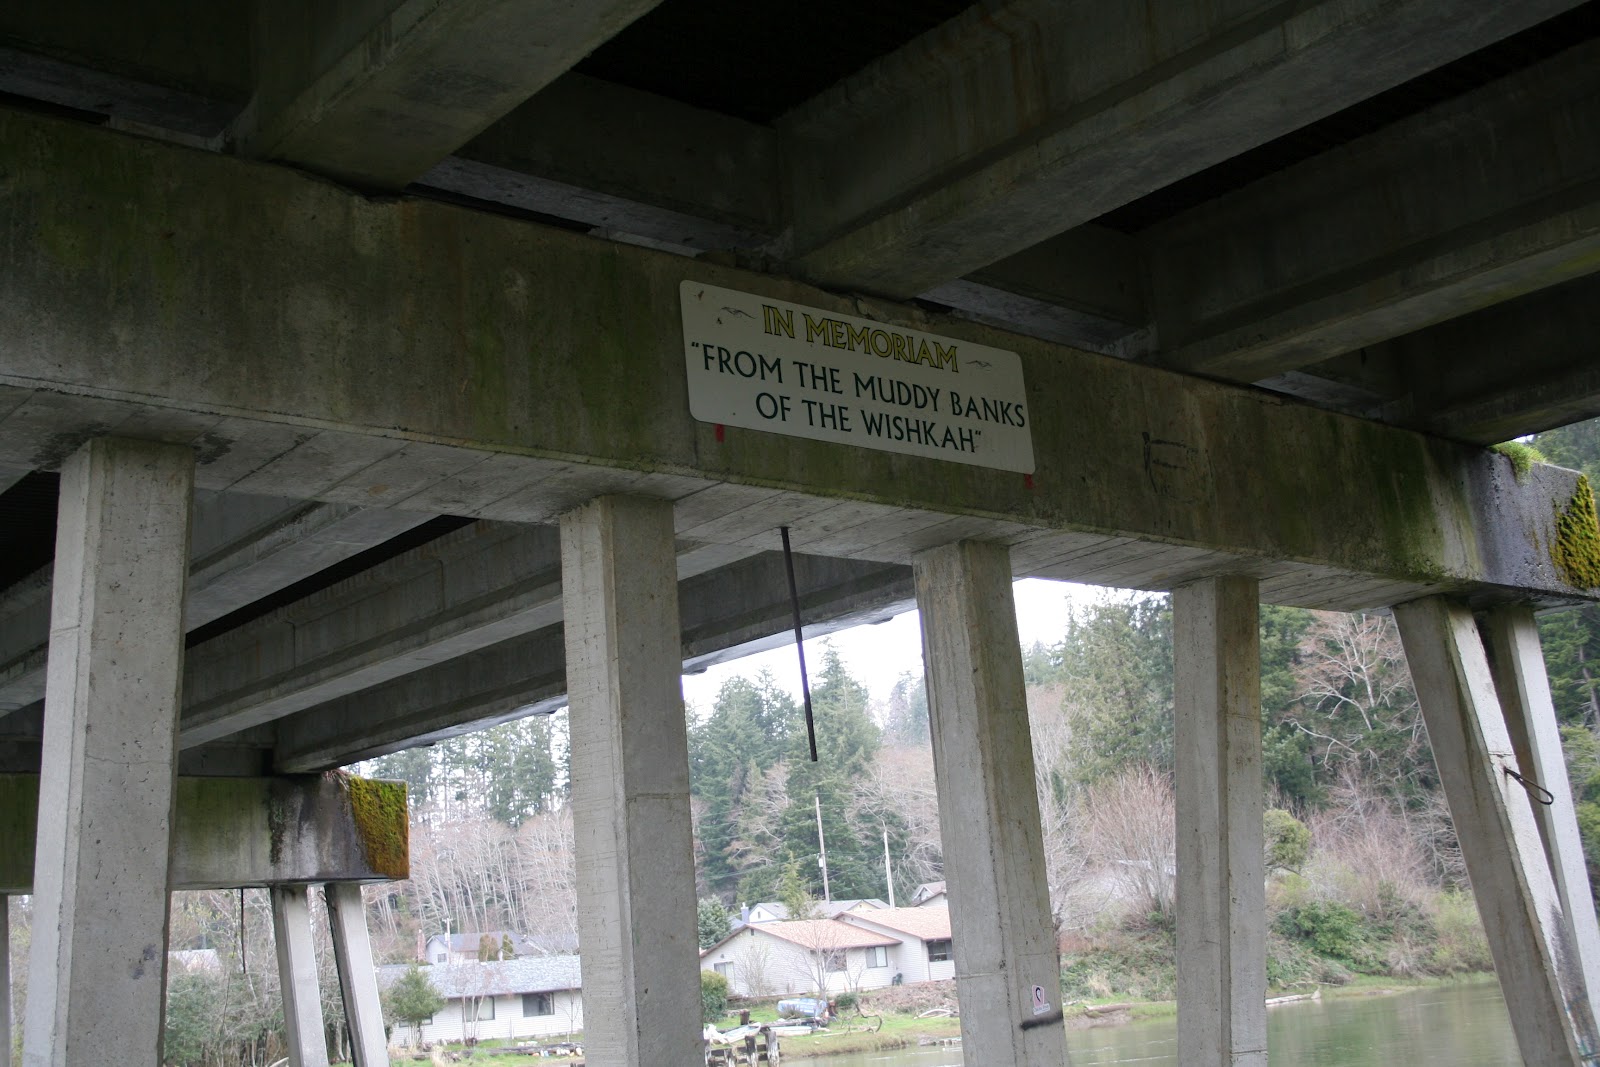 IN MEMORIAM
"FROM THE MUDDY BANKS
OF THE WISHKAH"